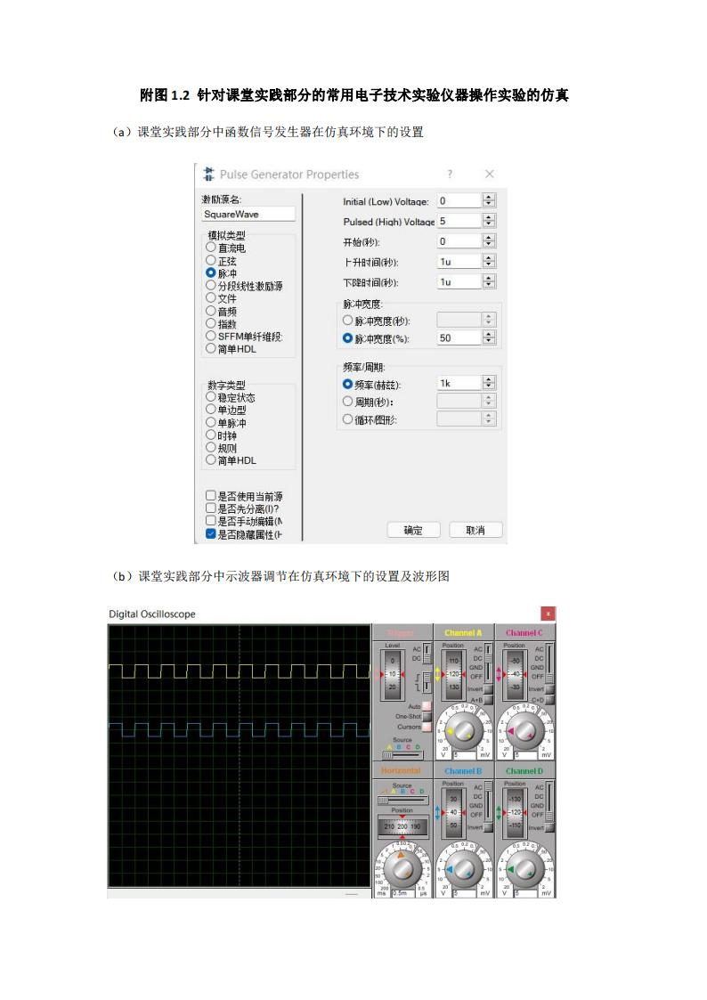 附图 1.2 针对课堂实践部分的常用电子技术实验仪器操作实验的仿真
（a）课堂实践部分中函数信号发生器在仿真环境下的设置
Pulse Generator Properties ? ×
激励源名:
SquareWave
模拟类型
直流电
正弦
脉冲
分段线性激励源
文件
音频
指数
SFFM单纤维段:
简单HDL
数字类型
稳定状态
单边型
单脉冲
时钟
规则
简单HDL
是否使用当前源
是否先分离(I)?
是否手动编辑(M
是否隐藏属性(H
Initial (Low) Voltage: 0
Pulsed (High) Voltage 5
开始(秒): 0
上升时间(秒): 1u
下降时间(秒): 1u
脉冲宽度:
脉冲宽度(秒):
脉冲宽度(%): 50
频率/周期:
频率(赫兹): 1k
周期(秒):
循环/图形:
确定 取消
（b）课堂实践部分中示波器调节在仿真环境下的设置及波形图
Digital Oscilloscope x
Trigger
Level
AC
DC
0
10
20
Auto
One-Shot
Cursors
Source
A B C D
Channel A
Position
AC
DC
GND
OFF
110
120
130
Invert
A+B
V 5 mV
Channel C
Position
AC
DC
GND
OFF
-50
-40
-30
Invert
C+D
V 5 mV
Horizontal
Source
A B C D
Position
210 200 190
ms 0.5m µs
Channel B
Position
AC
DC
GND
OFF
30
40
50
Invert
V 5 mV
Channel D
Position
AC
DC
GND
OFF
-130
-120
-110
Invert
V 5 mV